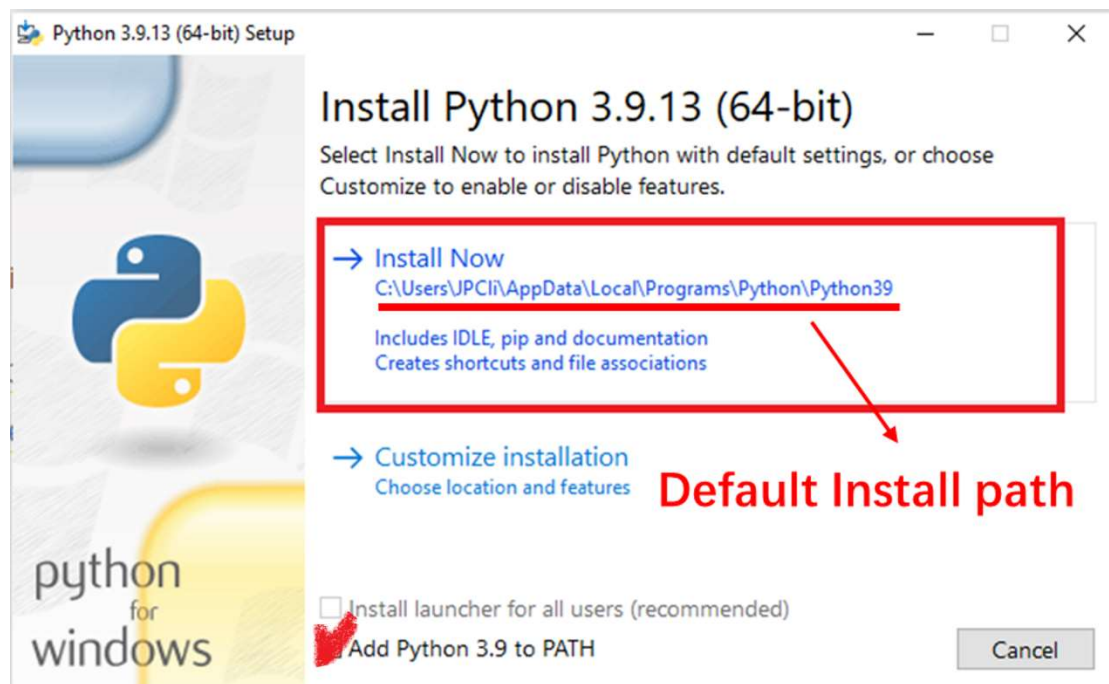 Python 3.9.13 (64-bit) Setup
Install Python 3.9.13 (64-bit)
Select Install Now to install Python with default settings, or choose
Customize to enable or disable features.
Install Now
C:\Users\JPCli\AppData\Local\Programs\Python\Python39
Includes IDLE, pip and documentation
Creates shortcuts and file associations
Customize installation
Choose location and features
Default Install path
python
for
windows
Install launcher for all users (recommended)
Add Python 3.9 to PATH
Cancel